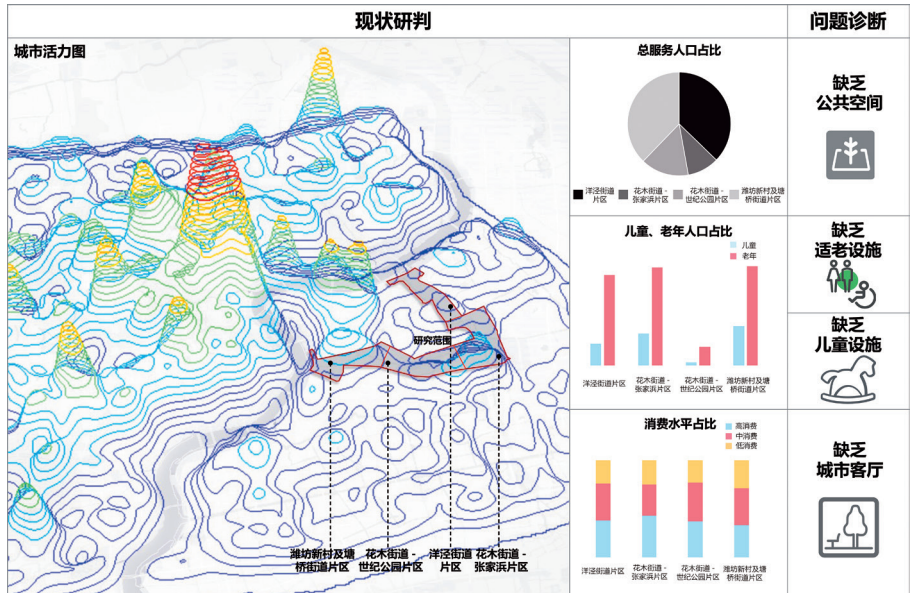 现状研判
问题诊断
城市活力图
研究范围
潍坊新村及塘
桥街道片区
花木街道 -
世纪公园片区
洋泾街道
片区
花木街道 -
张家浜片区
总服务人口占比
洋泾街道
片区
花木街道 -
张家浜片区
花木街道 -
世纪公园片区
潍坊新村及塘
桥街道片区
儿童、老年人口占比
儿童
老年
洋泾街道片区
花木街道 -
张家浜片区
花木街道 -
世纪公园片区
潍坊新村及塘
桥街道片区
消费水平占比
高消费
中消费
低消费
洋泾街道片区
花木街道 -
张家浜片区
花木街道 -
世纪公园片区
潍坊新村及塘
桥街道片区
缺乏
公共空间
缺乏
适老设施
缺乏
儿童设施
缺乏
城市客厅